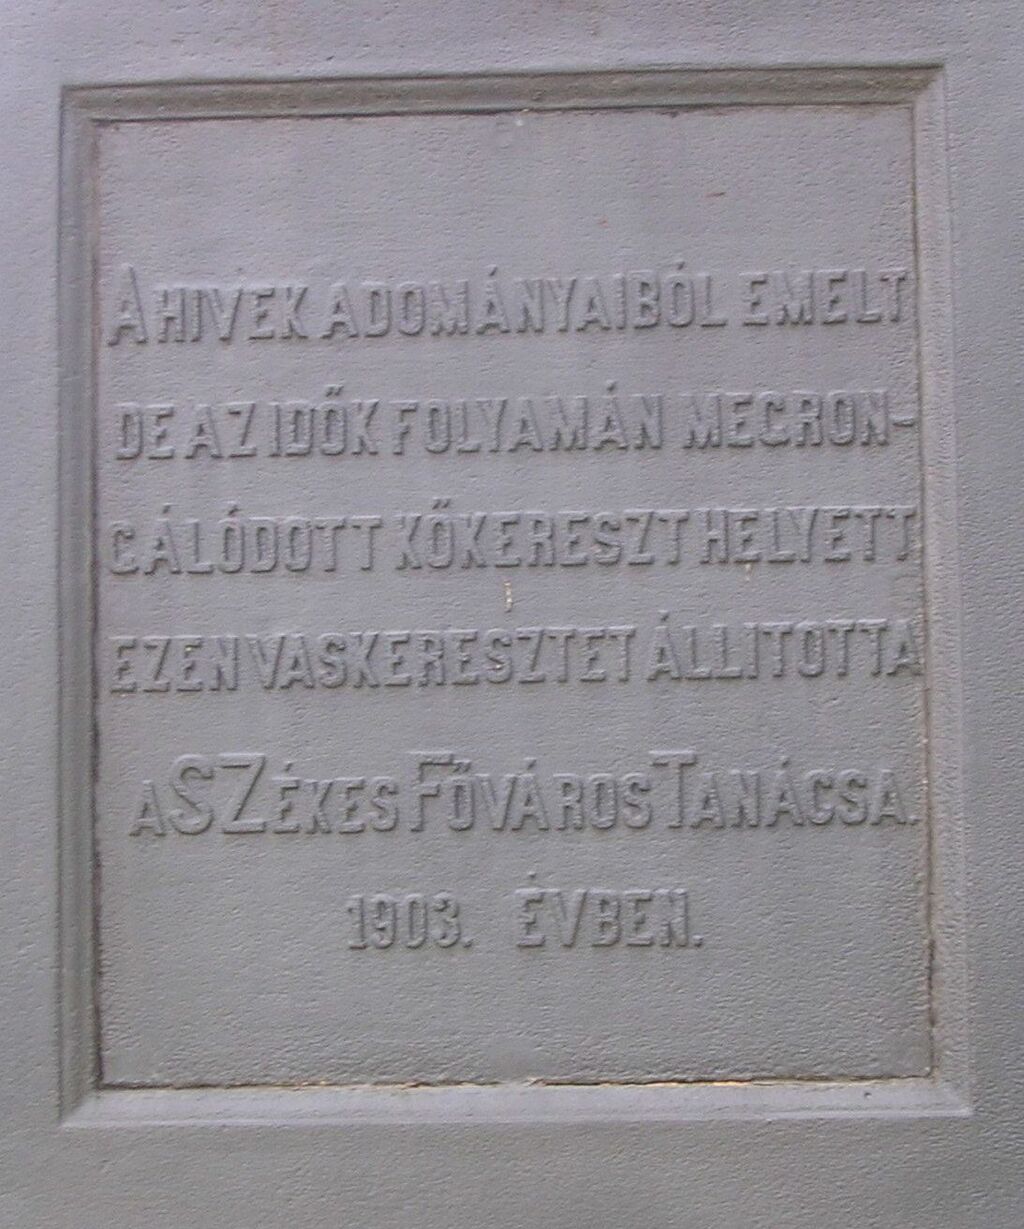 A HIVEK ADOMÁNYAIBÓL EMELT
DE AZ IDŐK FOLYAMÁN MEGRON-
GÁLÓDOTT KŐKERESZT HELYETT
EZEN VASKERESZTET ÁLLITOTTA
A SZÉKES FŐVÁROS TANÁCSA.
1903. ÉVBEN.